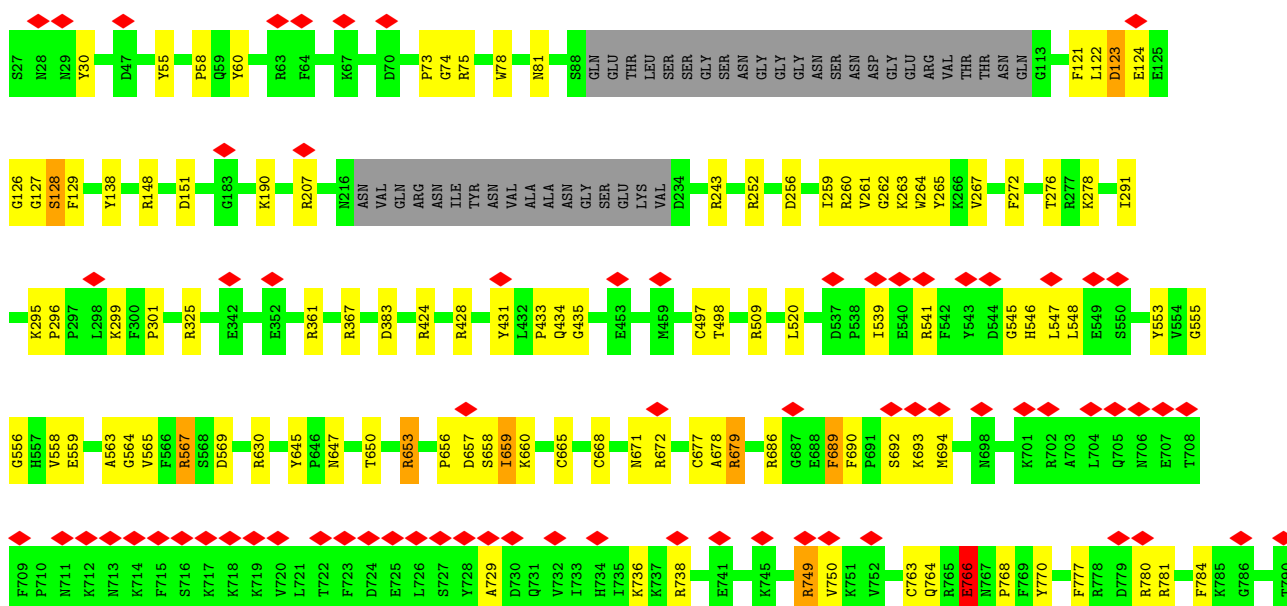 S27 N28 N29 Y30 D47 Y55 P58 Q59 Y60 R63 F64 K67 D70 P73 G74 R75 W78 N81 S88 GLN GLU THR LEU SER SER GLY SER ASN GLY GLY GLY ASN SER ASN ASP GLY GLU ARG VAL THR THR ASN GLN G113 F121 L122 D123 E124 E125
G126 G127 S128 F129 Y138 R148 D151 G183 K190 R207 N216 ASN VAL GLN ARG ASN ILE TYR ASN VAL ALA ALA ASN GLY SER GLU LYS VAL D234 R243 R252 D256 I259 R260 V261 G262 K263 W264 Y265 K266 V267 F272 T276 R277 K278 I291
K295 P296 P297 L298 K299 F300 P301 R325 E342 E352 R361 R367 D383 R424 R428 Y431 L432 P433 Q434 G435 E453 M459 C497 T498 R509 L520 D537 P538 I539 E540 R541 F542 Y543 D544 G545 H546 L547 L548 E549 S550 Y553 V554 G555
G556 H557 V558 E559 A563 G564 V565 F566 R567 S568 D569 R630 Y645 P646 N647 T650 R653 P656 D657 S658 I659 K660 C665 C668 N671 R672 C677 A678 R679 R686 G687 E688 F689 F690 P691 S692 K693 M694 N698 K701 R702 A703 L704 Q705 N706 E707 T708
F709 P710 N711 K712 N713 K714 F715 S716 K717 K718 K719 V720 L721 T722 F723 D724 E725 L726 S727 Y728 A729 D730 Q731 V732 I733 H734 I735 K736 K737 R738 E741 K745 R749 V750 K751 V752 C763 Q764 R765 E766 N767 P768 F769 Y770 F777 R778 D779 R780 R781 F784 K785 G786